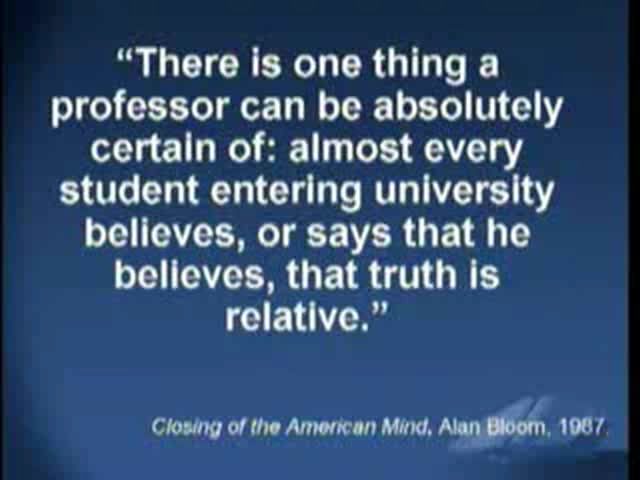 “There is one thing a
professor can be absolutely
certain of: almost every
student entering university
believes, or says that he
believes, that truth is
relative.”
Closing of the American Mind, Alan Bloom, 1987.